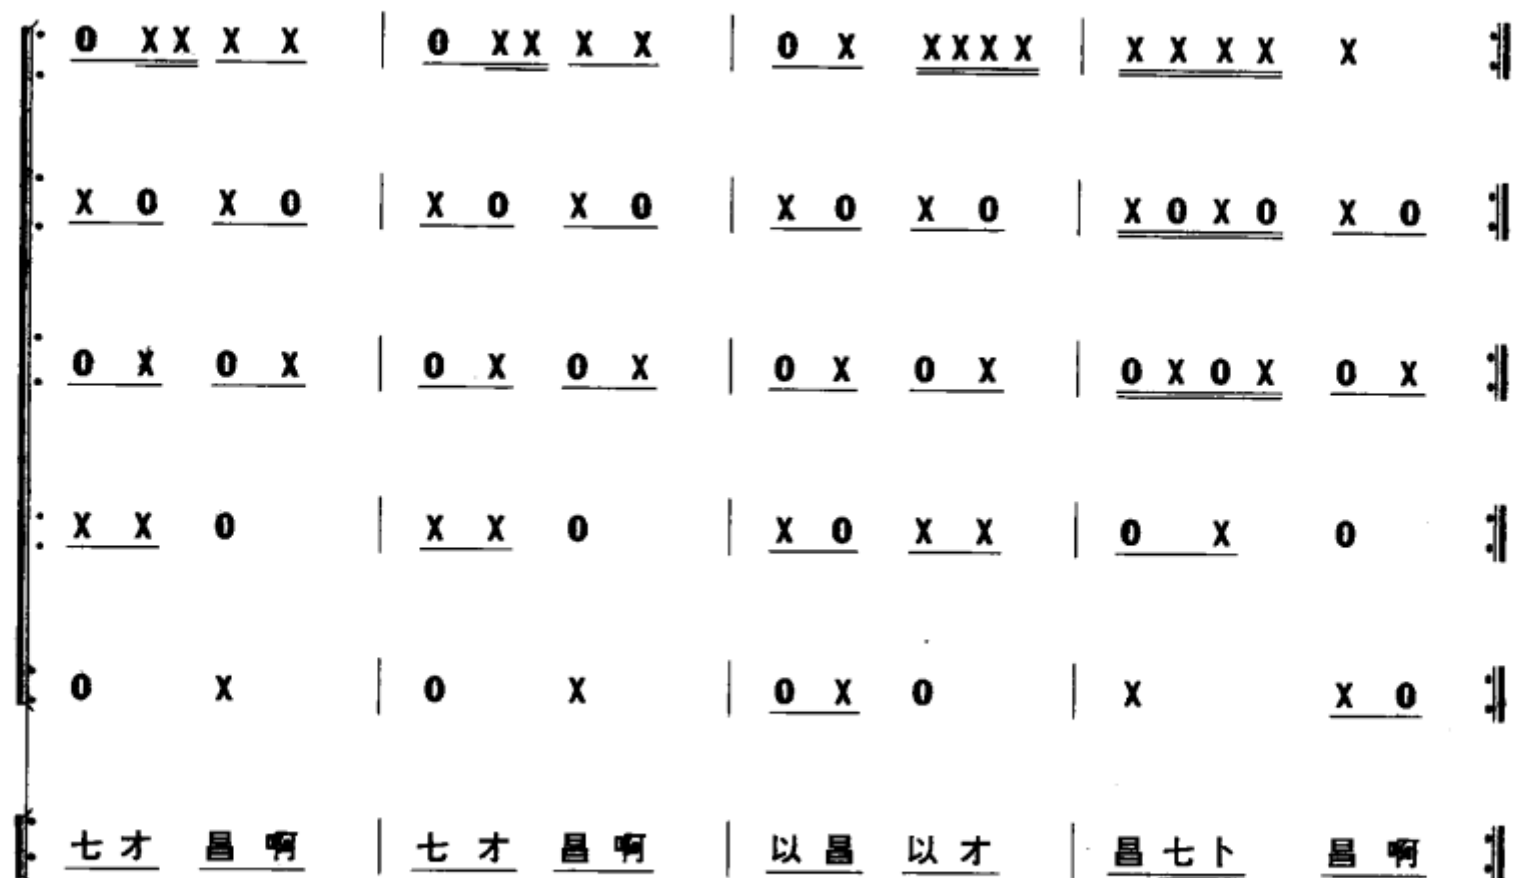 0 XX X X | 0 XX X X | 0 X XXXX | X X X X X
X 0 X 0 | X 0 X 0 | X 0 X 0 | X 0 X 0 X 0
0 X 0 X | 0 X 0 X | 0 X 0 X | 0 X 0 X 0 X
X X 0 | X X 0 | X 0 X X | 0 X 0
0 X | 0 X | 0 X 0 | X X 0
七 才 昌 啊 | 七 才 昌 啊 | 以 昌 以 才 | 昌 七 卜 昌 啊